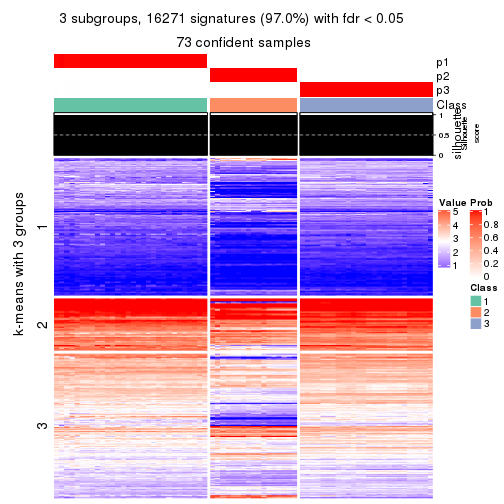 3 subgroups, 16271 signatures (97.0%) with fdr < 0.05
73 confident samples
p1
p2
p3
Class
silhouette
Silhouette
score
1
0.5
0
k-means with 3 groups
1
2
3
Value
5
4
3
2
1
Prob
1
0.8
0.6
0.4
0.2
0
Class
1
2
3